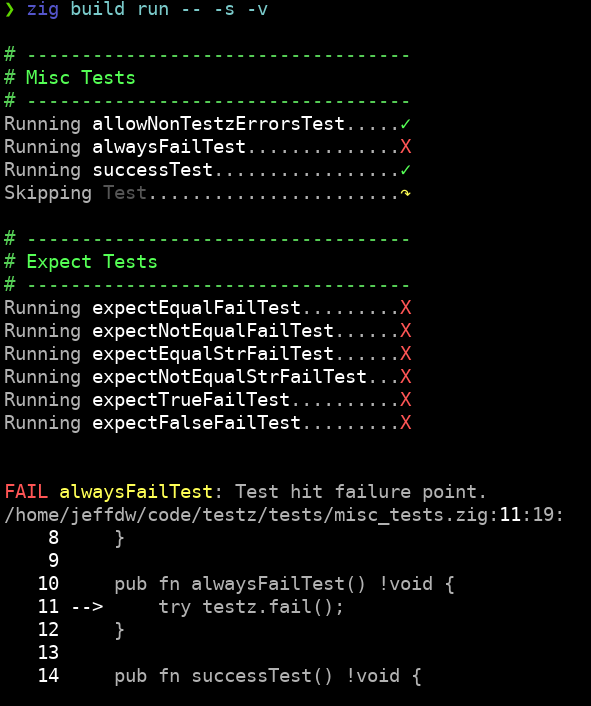 ❯ zig build run -- -s -v
# -----------------------------------
# Misc Tests
# -----------------------------------
Running allowNonTestzErrorsTest.....✓
Running alwaysFailTest..............X
Running successTest.................✓
Skipping Test.......................↷
# -----------------------------------
# Expect Tests
# -----------------------------------
Running expectEqualFailTest.........X
Running expectNotEqualFailTest......X
Running expectEqualStrFailTest......X
Running expectNotEqualStrFailTest...X
Running expectTrueFailTest..........X
Running expectFalseFailTest.........X
FAIL alwaysFailTest: Test hit failure point.
/home/jeffdw/code/testz/tests/misc_tests.zig:11:19:
    8     }
    9
   10     pub fn alwaysFailTest() !void {
   11 -->     try testz.fail();
   12     }
   13
   14     pub fn successTest() !void {